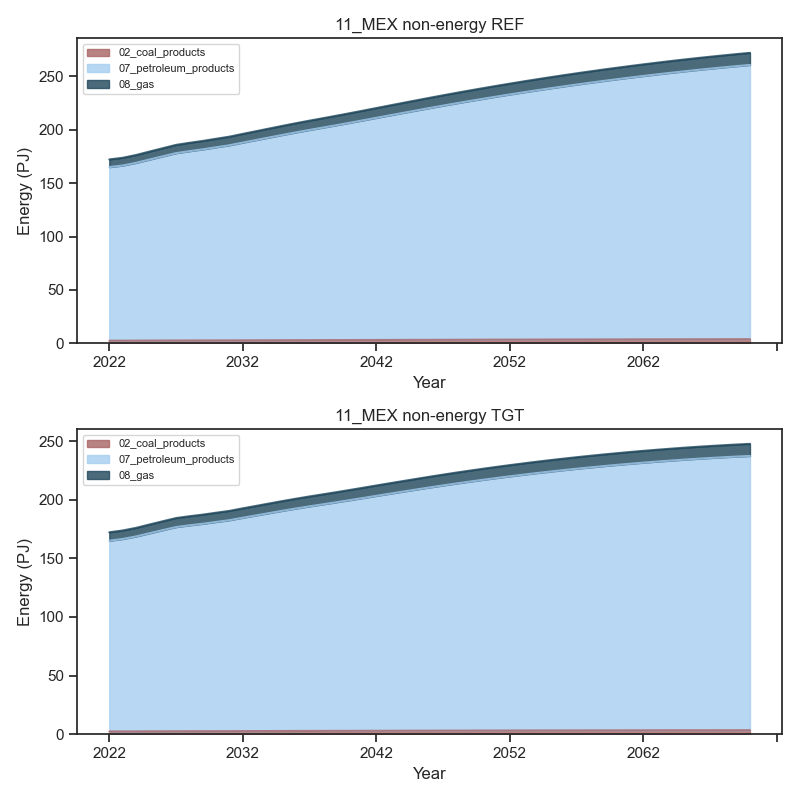 11_MEX non-energy REF
02_coal_products
07_petroleum_products
08_gas
250
200
150
100
50
0
Energy (PJ)
2022 2032 2042 2052 2062
Year
11_MEX non-energy TGT
02_coal_products
07_petroleum_products
08_gas
250
200
150
100
50
0
Energy (PJ)
2022 2032 2042 2052 2062
Year